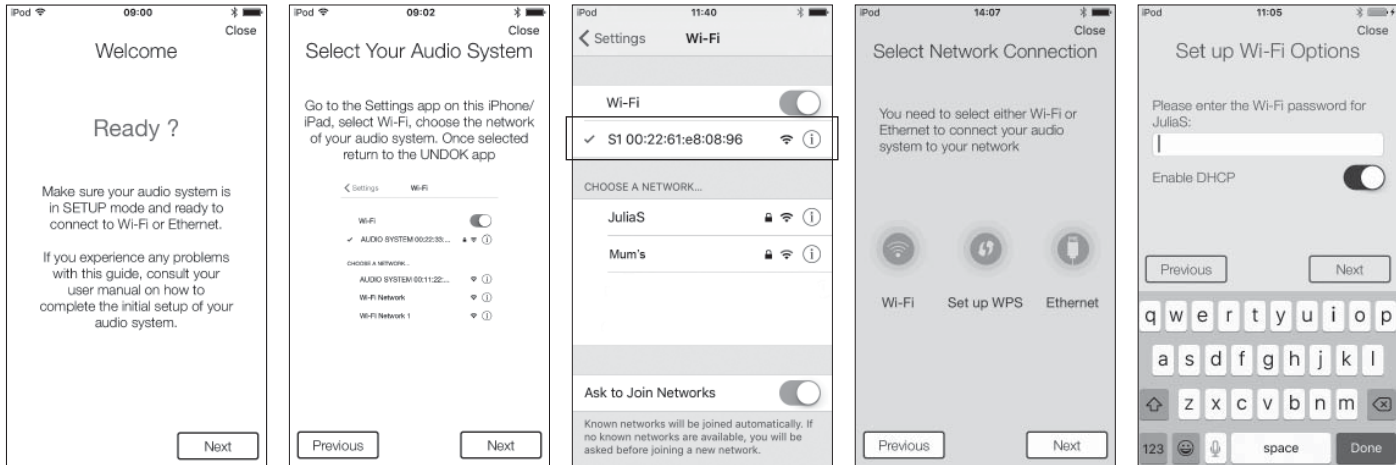 iPod 09:00
Close
Welcome
Ready ?
Make sure your audio system is
in SETUP mode and ready to
connect to Wi-Fi or Ethernet.
If you experience any problems
with this guide, consult your
user manual on how to
complete the initial setup of your
audio system.
Next
iPod 09:02
Close
Select Your Audio System
Go to the Settings app on this iPhone/
iPad, select Wi-Fi, choose the network
of your audio system. Once selected
return to the UNDOK app
Settings Wi-Fi
Wi-Fi
AUDIO SYSTEM 00:22:33:...
CHOOSE A NETWORK...
AUDIO SYSTEM 00:11:22:...
Wi-Fi Network
Wi-Fi Network 1
Previous Next
iPod 11:40
Settings Wi-Fi
Wi-Fi
S1 00:22:61:e8:08:96
CHOOSE A NETWORK...
JuliaS
Mum's
Ask to Join Networks
Known networks will be joined automatically. If
no known networks are available, you will be
asked before joining a new network.
iPod 14:07
Close
Select Network Connection
You need to select either Wi-Fi or
Ethernet to connect your audio
system to your network
Wi-Fi Set up WPS Ethernet
Previous Next
iPod 11:05
Close
Set up Wi-Fi Options
Please enter the Wi-Fi password for
JuliaS:
Enable DHCP
Previous Next
q w e r t y u i o p
a s d f g h j k l
z x c v b n m
123 space Done